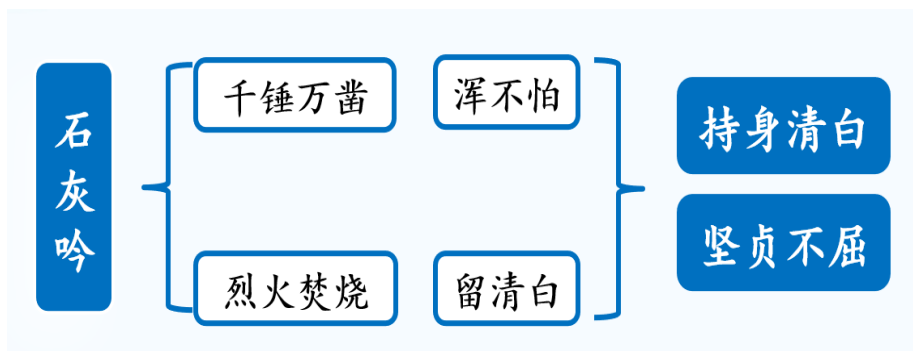 石灰吟
千锤万凿
浑不怕
烈火焚烧
留清白
持身清白
坚贞不屈